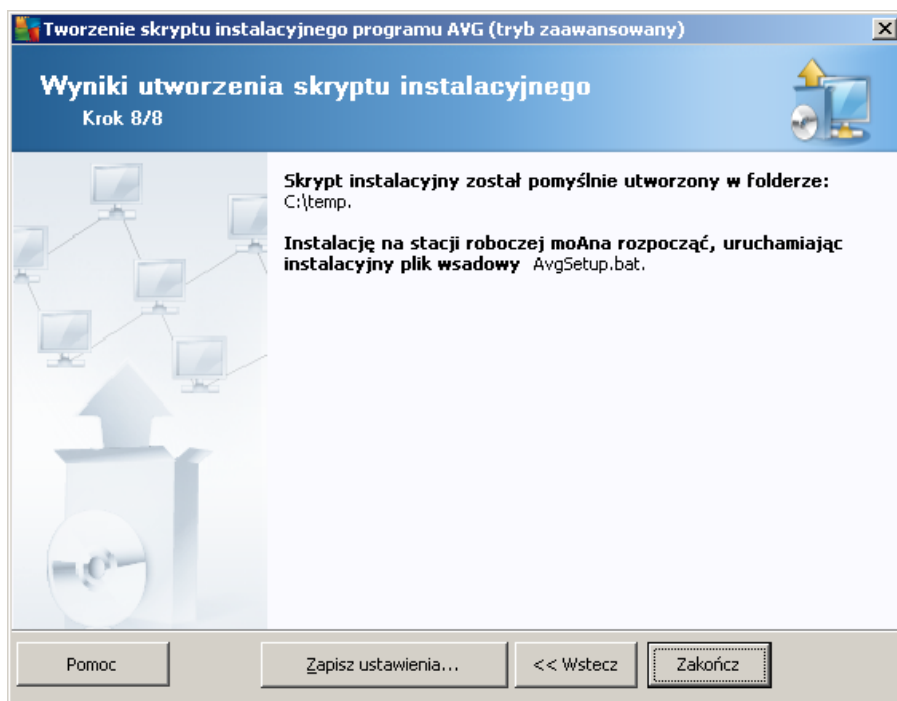 Tworzenie skryptu instalacyjnego programu AVG (tryb zaawansowany)
Wyniki utworzenia skryptu instalacyjnego
Krok 8/8
Skrypt instalacyjny został pomyślnie utworzony w folderze:
C:\temp.
Instalację na stacji roboczej moAna rozpocząć, uruchamiając
instalacyjny plik wsadowy AvgSetup.bat.
Pomoc
Zapisz ustawienia...
<< Wstecz
Zakończ